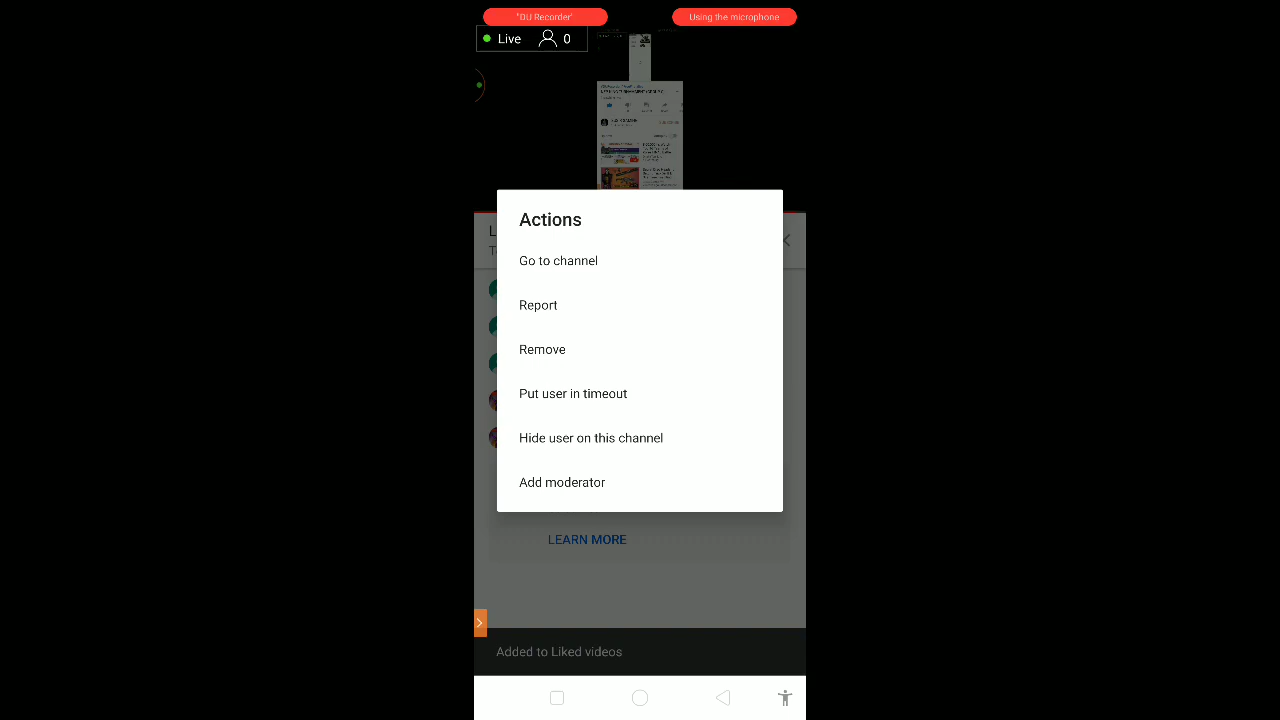 "DU Recorder"
Using the microphone
Live 0
Actions
Go to channel
Report
Remove
Put user in timeout
Hide user on this channel
Add moderator
LEARN MORE
Added to Liked videos